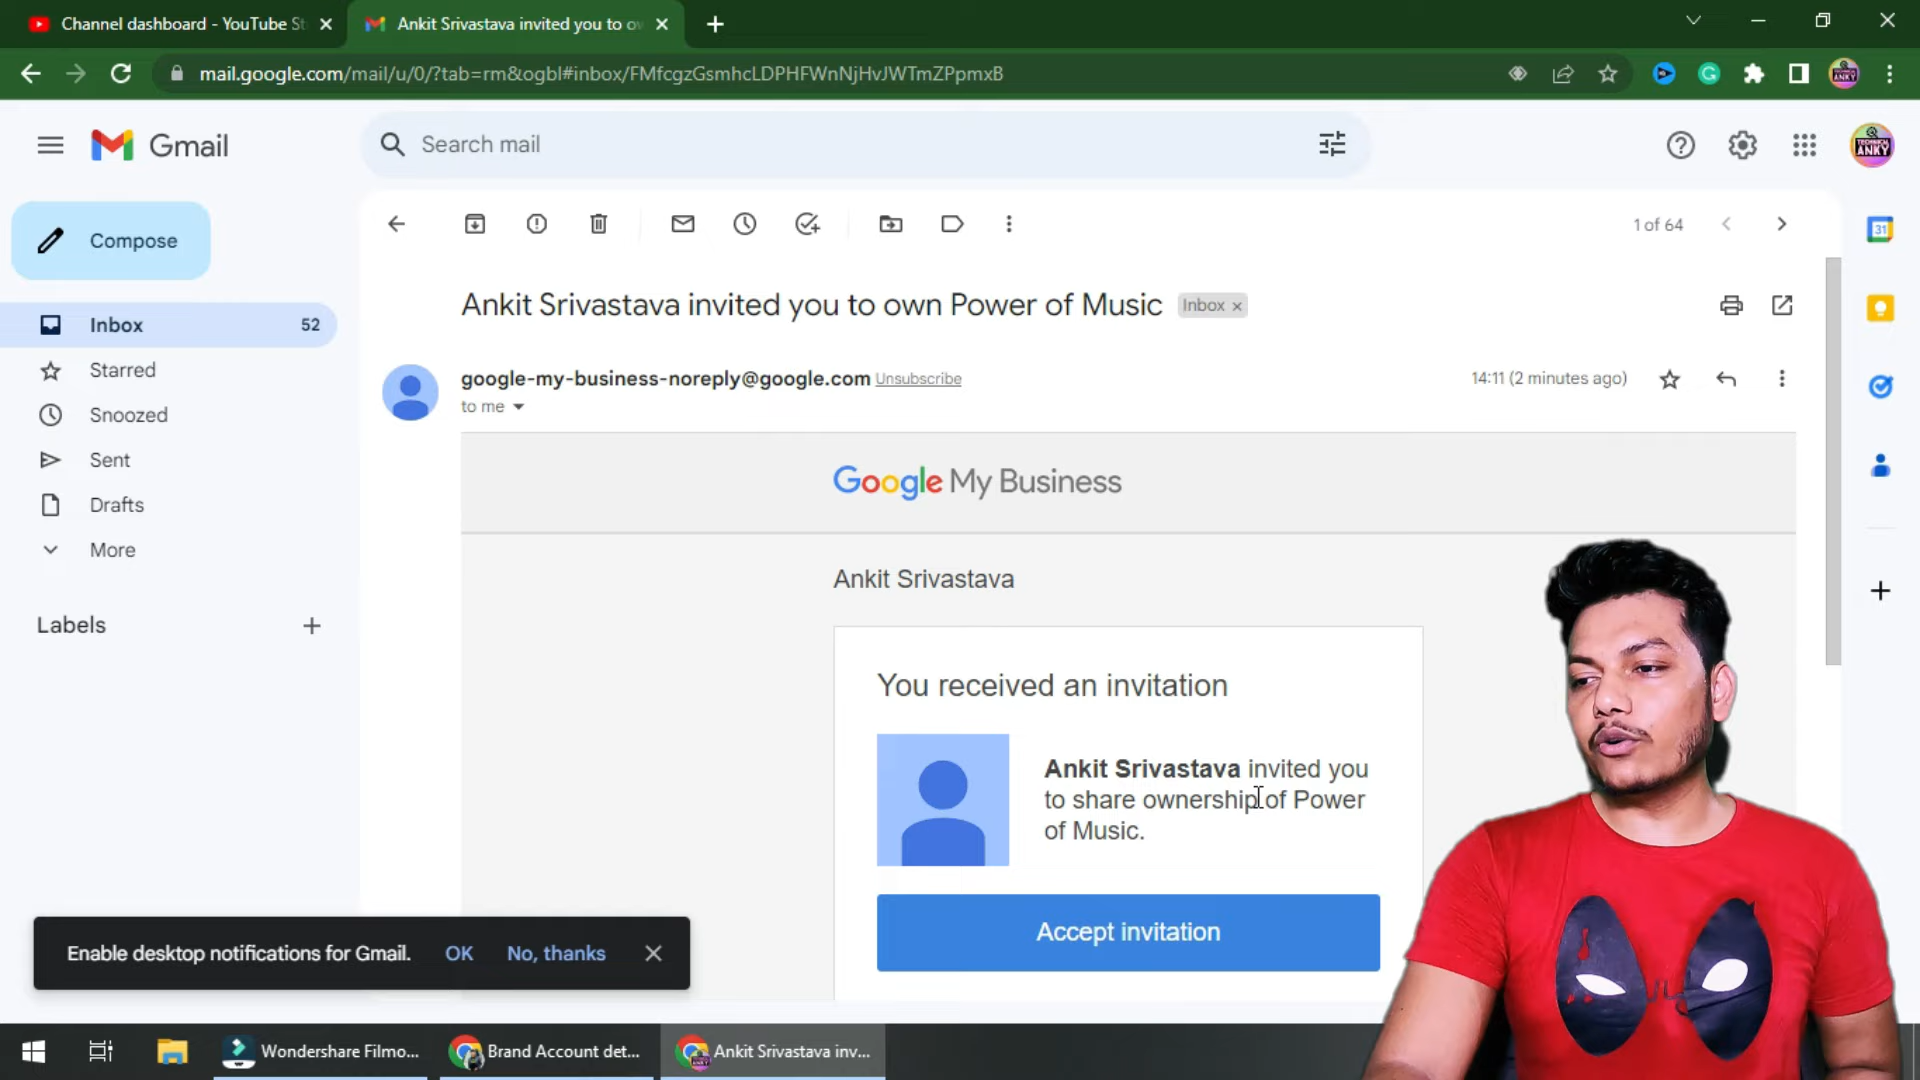 Channel dashboard - YouTube St
Ankit Srivastava invited you to ow
mail.google.com/mail/u/0/?tab=rm&ogbl#inbox/FMfcgzGsmhcLDPHFWnNjHvJWTmZPpmxB
Gmail
Search mail
TECHNICAL
ANKY
Compose
1 of 64
Inbox 52
Ankit Srivastava invited you to own Power of Music
Inbox ×
Starred
google-my-business-noreply@google.com Unsubscribe
14:11 (2 minutes ago)
to me
Snoozed
Sent
Drafts
More
Labels
31
Google My Business
Ankit Srivastava
You received an invitation
Ankit Srivastava invited you
to share ownership of Power
of Music.
Accept invitation
Enable desktop notifications for Gmail. OK No, thanks
Wondershare Filmo...
Brand Account det...
Ankit Srivastava inv...